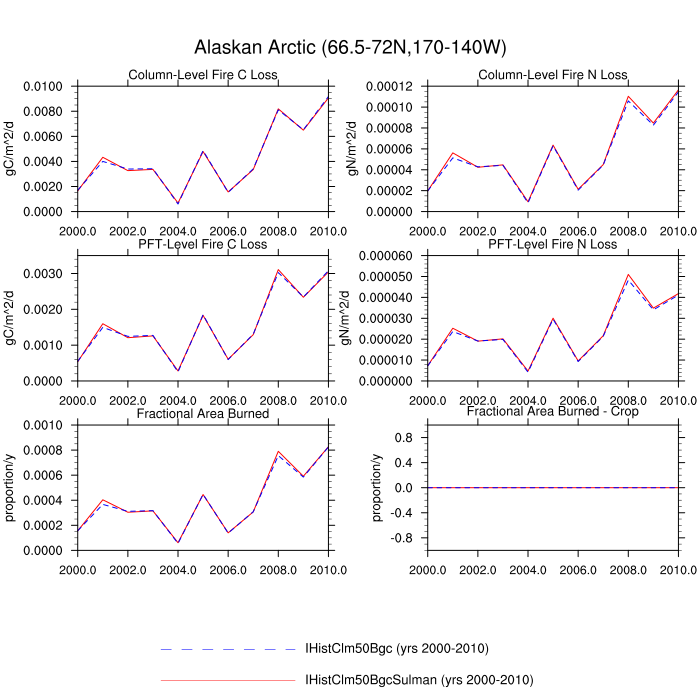 Alaskan Arctic (66.5-72N,170-140W)
Column-Level Fire C Loss
gC/m^2/d
0.0100
0.0080
0.0060
0.0040
0.0020
0.0000
2000.0 2002.0 2004.0 2006.0 2008.0 2010.0
Column-Level Fire N Loss
gN/m^2/d
0.00012
0.00010
0.00008
0.00006
0.00004
0.00002
0.00000
2000.0 2002.0 2004.0 2006.0 2008.0 2010.0
PFT-Level Fire C Loss
gC/m^2/d
0.0030
0.0020
0.0010
0.0000
2000.0 2002.0 2004.0 2006.0 2008.0 2010.0
PFT-Level Fire N Loss
gN/m^2/d
0.000060
0.000050
0.000040
0.000030
0.000020
0.000010
0.000000
2000.0 2002.0 2004.0 2006.0 2008.0 2010.0
Fractional Area Burned
proportion/y
0.0010
0.0008
0.0006
0.0004
0.0002
0.0000
2000.0 2002.0 2004.0 2006.0 2008.0 2010.0
Fractional Area Burned - Crop
proportion/y
0.8
0.4
0.0
-0.4
-0.8
2000.0 2002.0 2004.0 2006.0 2008.0 2010.0
IHistClm50Bgc (yrs 2000-2010)
IHistClm50BgcSulman (yrs 2000-2010)